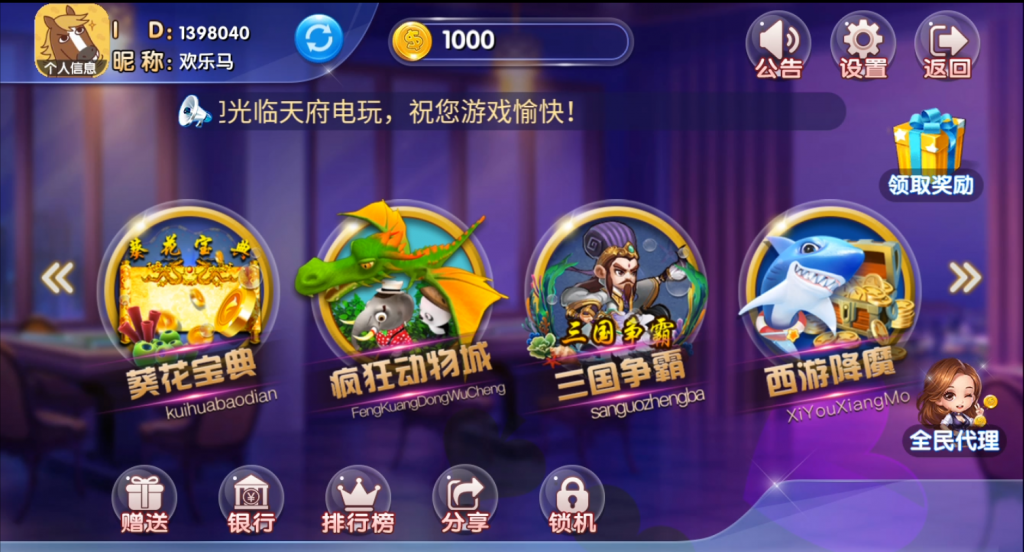 I D: 1398040
昵 称: 欢乐马
个人信息
1000
公告
设置
返回
光临天府电玩，祝您游戏愉快！
领取奖励
葵花宝典
葵花宝典
kuihuabaodian
疯狂动物城
FengKuangDongWuCheng
三国争霸
三国争霸
sanguozhengba
西游降魔
XiYouXiangMo
全民代理
赠送
银行
排行榜
分享
锁机